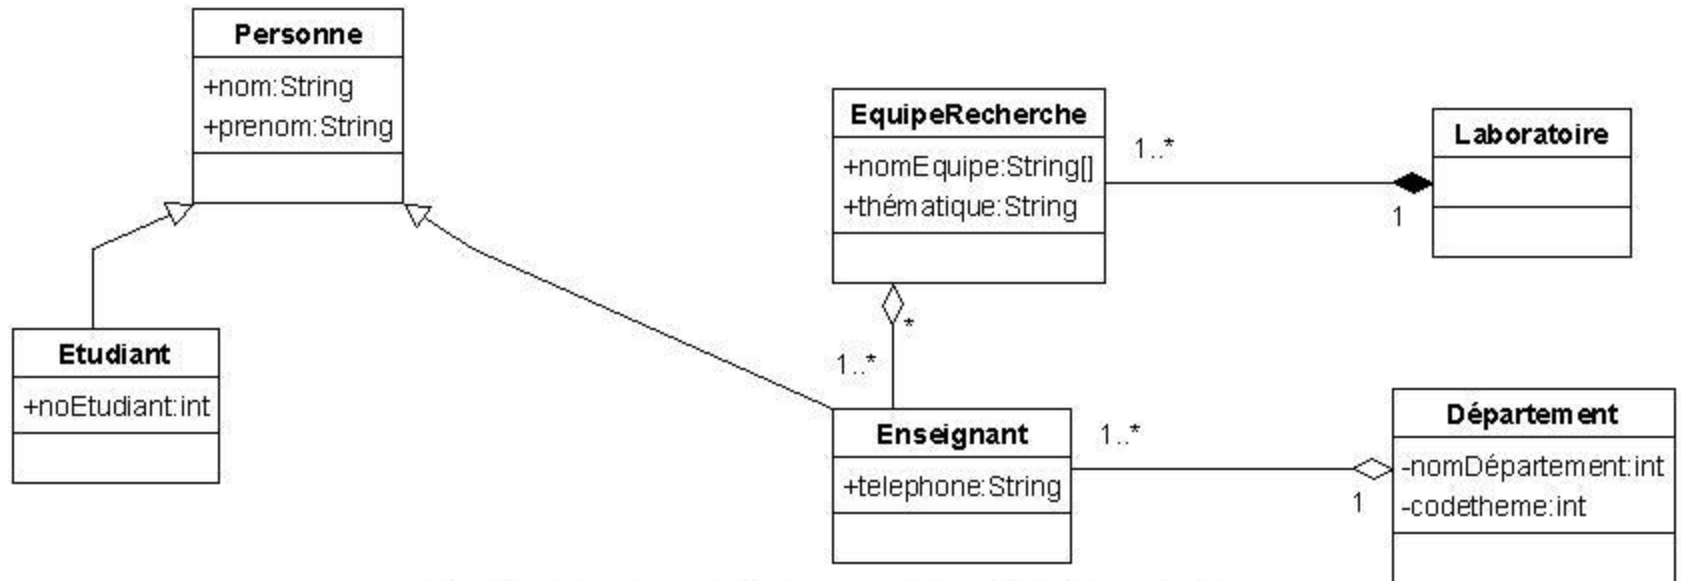 Personne
+nom:String
+prenom:String
EquipeRecherche
+nomEquipe:String[]
+thématique:String
1..*
1
Laboratoire
*
1..*
Etudiant
+noEtudiant:int
Enseignant
+telephone:String
1..*
1
Département
-nomDépartement:int
-codetheme:int